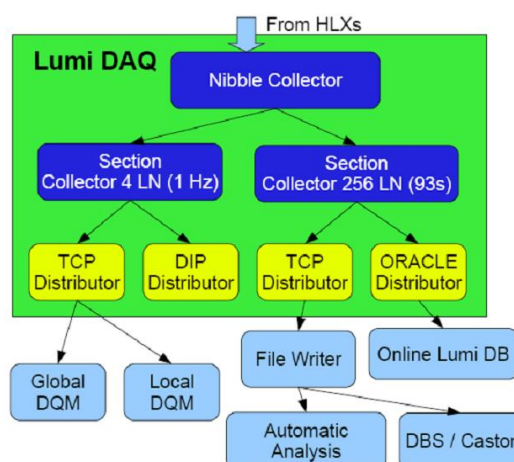 From HLXs
Lumi DAQ
Nibble Collector
Section
Collector 4 LN (1 Hz)
Section
Collector 256 LN (93s)
TCP
Distributor
DIP
Distributor
TCP
Distributor
ORACLE
Distributor
Global
DQM
Local
DQM
File Writer
Online Lumi DB
Automatic
Analysis
DBS / Castor